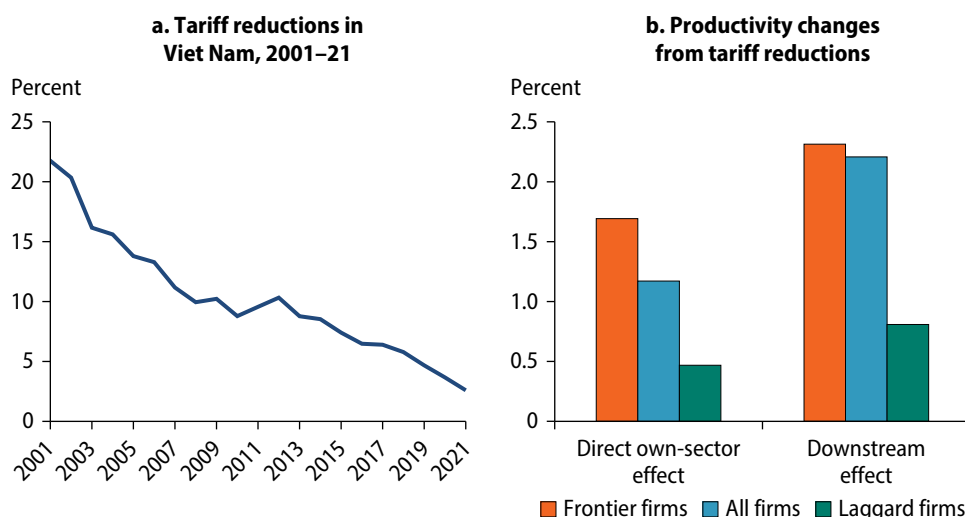 a. Tariff reductions in
Viet Nam, 2001–21
Percent
25
20
15
10
5
0
2001
2003
2005
2007
2009
2011
2013
2015
2017
2019
2021
b. Productivity changes
from tariff reductions
Percent
2.5
2.0
1.5
1.0
0.5
0
Direct own-sector
effect
Downstream
effect
Frontier firms
All firms
Laggard firms